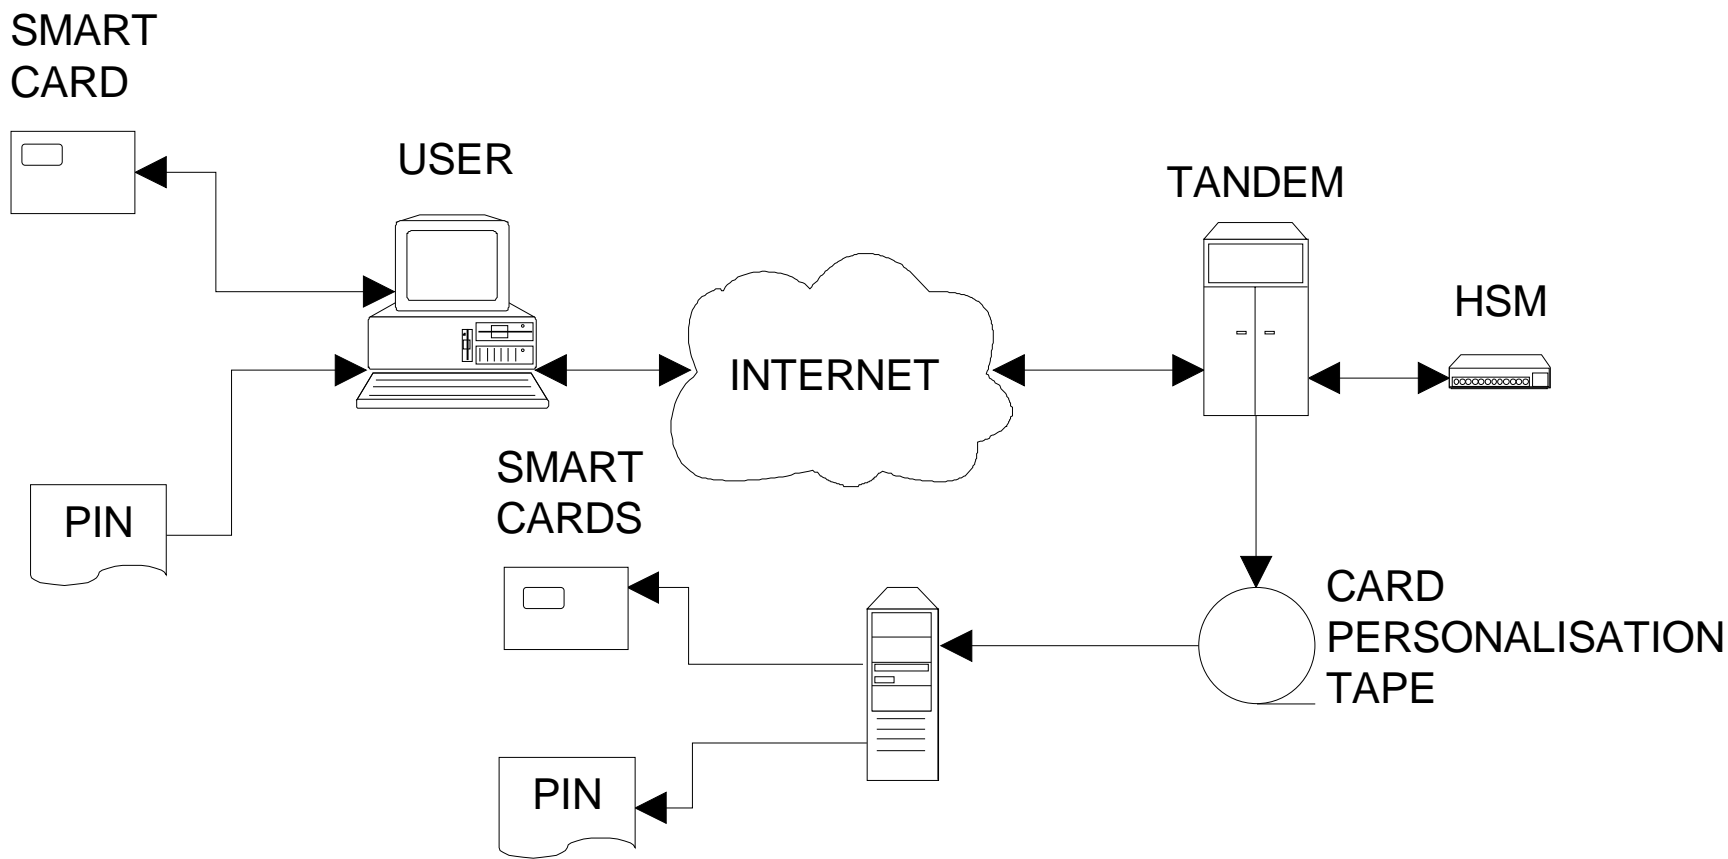 SMART
CARD
USER
TANDEM
HSM
INTERNET
SMART
CARDS
PIN
CARD
PERSONALISATION
TAPE
PIN